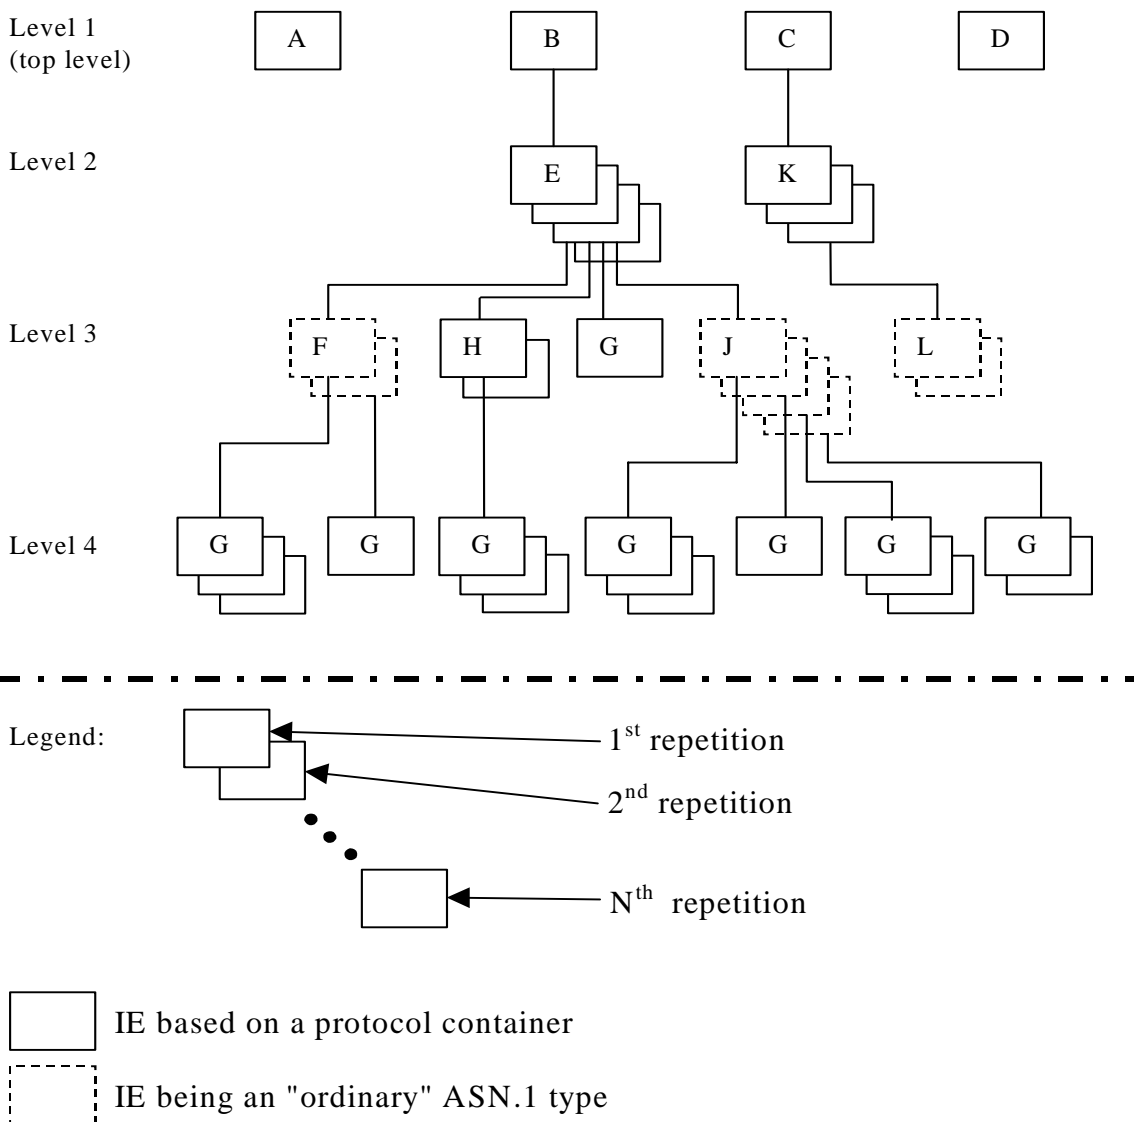 Level 1
(top level)
A B C D
Level 2
E K
Level 3
F H G J L
Level 4
G G G G G G G
Legend:
1st repetition
2nd repetition
Nth repetition
IE based on a protocol container
IE being an "ordinary" ASN.1 type